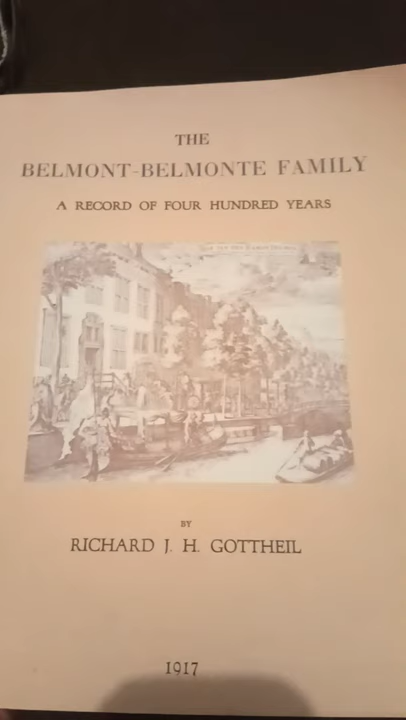 THE
BELMONT-BELMONTE FAMILY
A RECORD OF FOUR HUNDRED YEARS
BY
RICHARD J. H. GOTTHEIL
1917